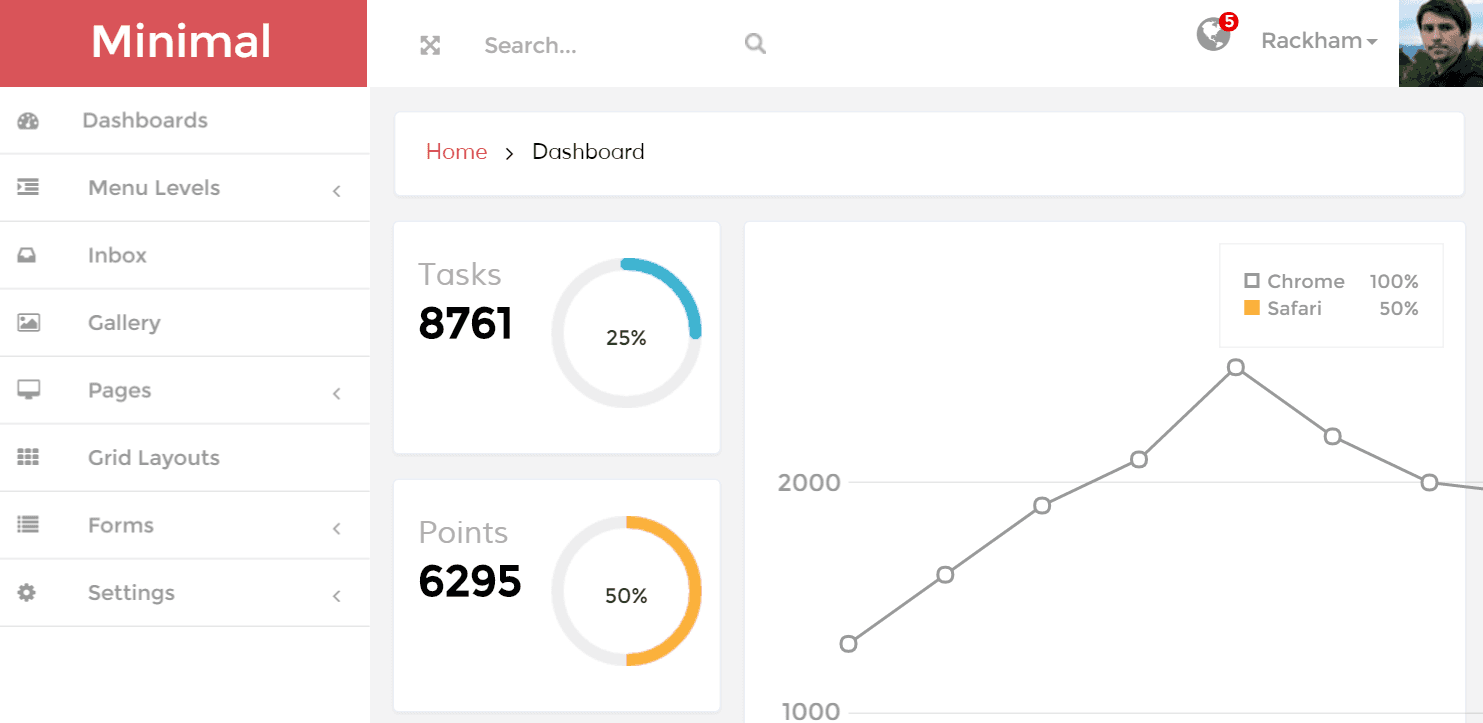 Minimal
Search...
5
Rackham
Dashboards
Menu Levels
Inbox
Gallery
Pages
Grid Layouts
Forms
Settings
Home > Dashboard
Tasks
8761
25%
Points
6295
50%
Chrome 100%
Safari 50%
2000
1000